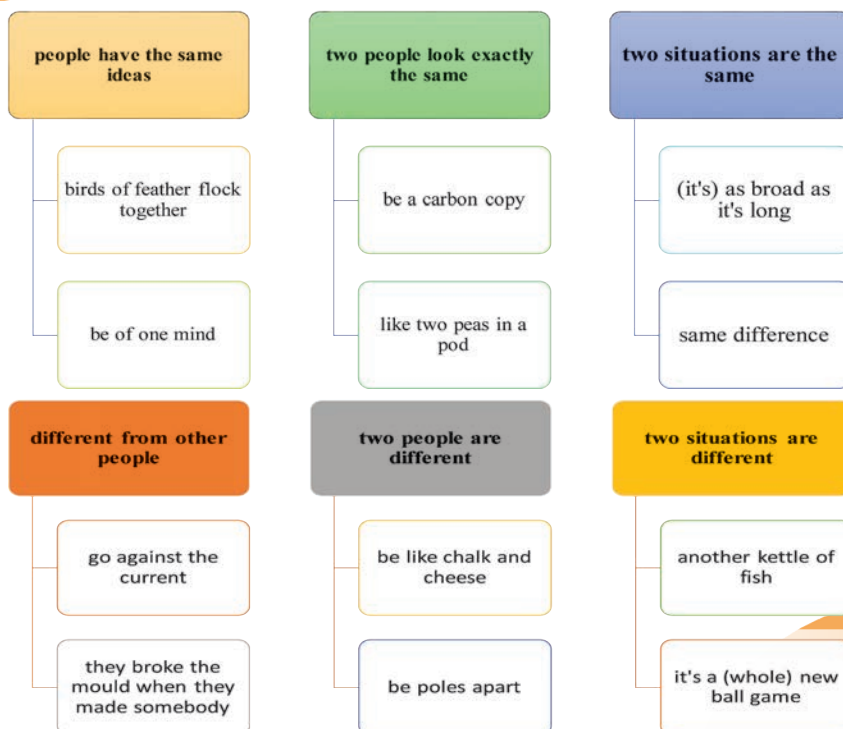 people have the same
ideas
birds of feather flock
together
be of one mind
two people look exactly
the same
be a carbon copy
like two peas in a
pod
two situations are the
same
(it's) as broad as
it's long
same difference
different from other
people
go against the
current
they broke the
mould when they
made somebody
two people are
different
be like chalk and
cheese
be poles apart
two situations are
different
another kettle of
fish
it's a (whole) new
ball game